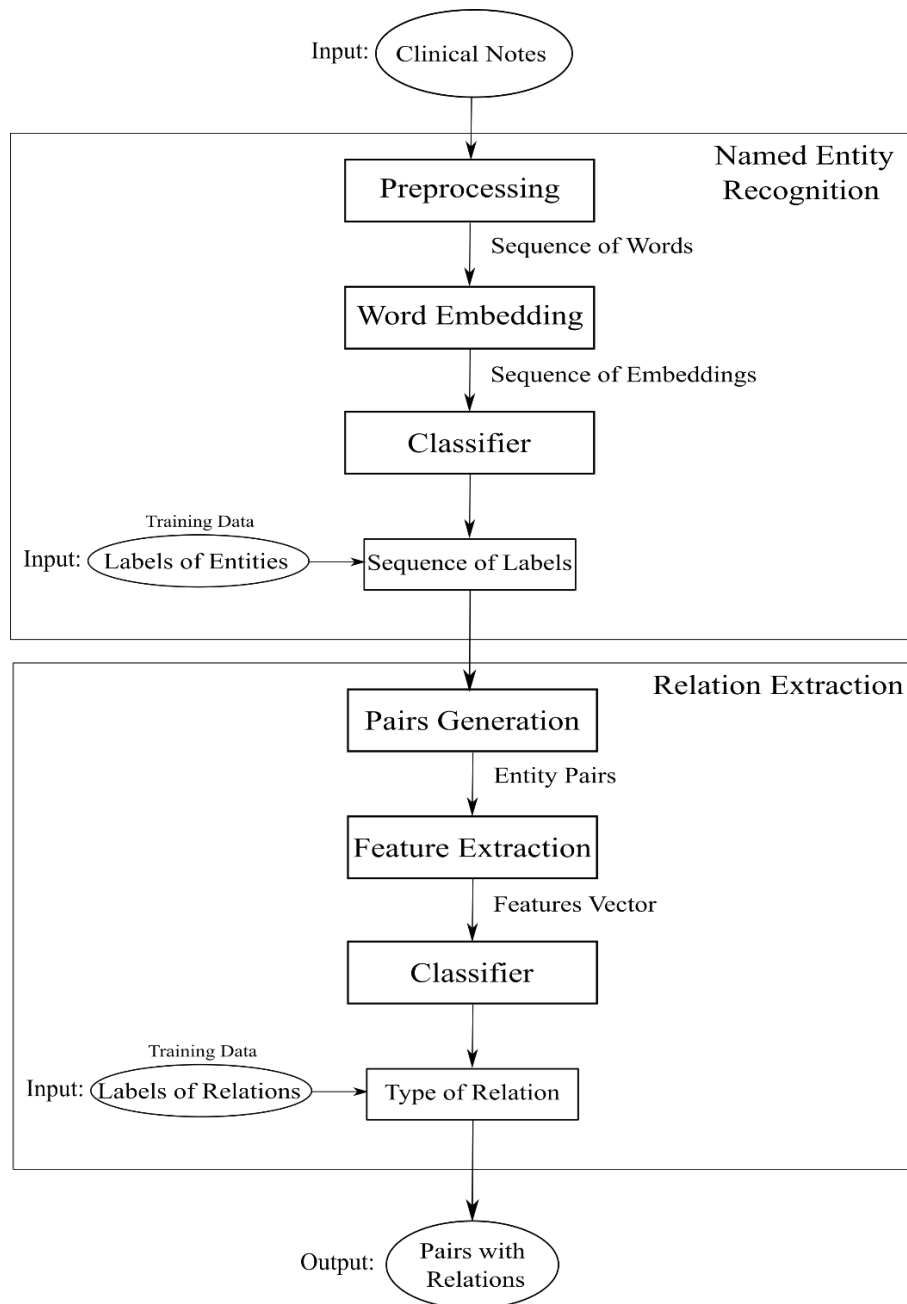 Input:
Clinical Notes
Named Entity
Recognition
Preprocessing
Sequence of Words
Word Embedding
Sequence of Embeddings
Classifier
Training Data
Input:
Labels of Entities
Sequence of Labels
Relation Extraction
Pairs Generation
Entity Pairs
Feature Extraction
Features Vector
Classifier
Training Data
Input:
Labels of Relations
Type of Relation
Output:
Pairs with
Relations